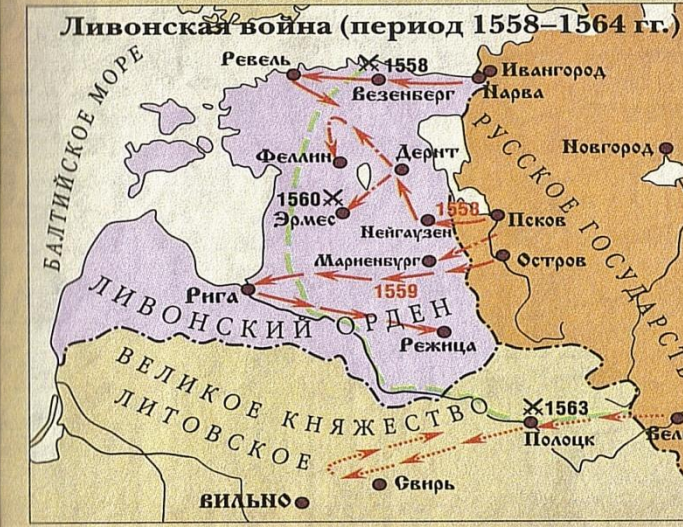 Ливонская война (период 1558–1564 гг.)
БАЛТИЙСКОЕ МОРЕ
Ревель
1558
Везенберг
Нарва
Ивангород
РУССКОЕ ГОСУДАРСТВ
Новгород
Феллин
Дерпт
1560
Эрмес
Нейгаузен
1558
Псков
Мариенбург
Остров
1559
Рига
ЛИВОНСКИЙ ОРДЕН
Режица
ВЕЛИКОЕ КНЯЖЕСТВО
ЛИТОВСКОЕ
1563
Полоцк
Вел
Свирь
ВИЛЬНО